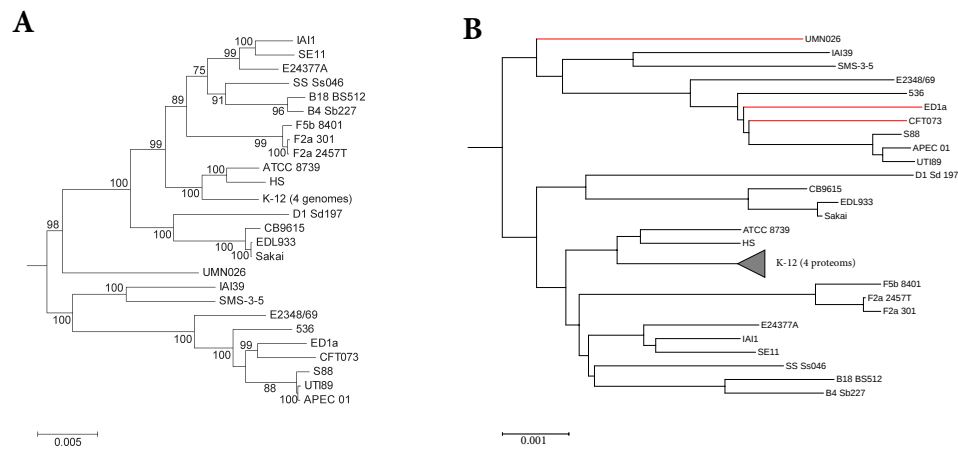 A
100
IAI1
99
SE11
75
E24377A
SS Ss046
89
91
B18 BS512
96
B4 Sb227
F5b 8401
99
99
F2a 301
100
F2a 2457T
ATCC 8739
100
HS
100
100
K-12 (4 genomes)
D1 Sd197
100
CB9615
98
100
100
EDL933
Sakai
UMN026
100
IAI39
SMS-3-5
100
E2348/69
100
536
99
ED1a
100
CFT073
S88
88
UTI89
100
APEC 01
0.005
B
UMN026
IAI39
SMS-3-5
E2348/69
536
ED1a
CFT073
S88
APEC 01
UTI89
D1 Sd 197
CB9615
EDL933
Sakai
ATCC 8739
HS
K-12 (4 proteoms)
F5b 8401
F2a 2457T
F2a 301
E24377A
IAI1
SE11
SS Ss046
B18 BS512
B4 Sb227
0.001